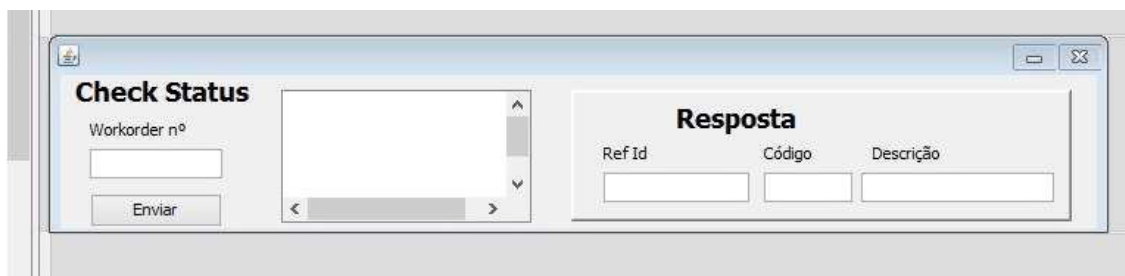 Check Status
Workorder nº
Enviar
Resposta
Ref Id Código Descrição